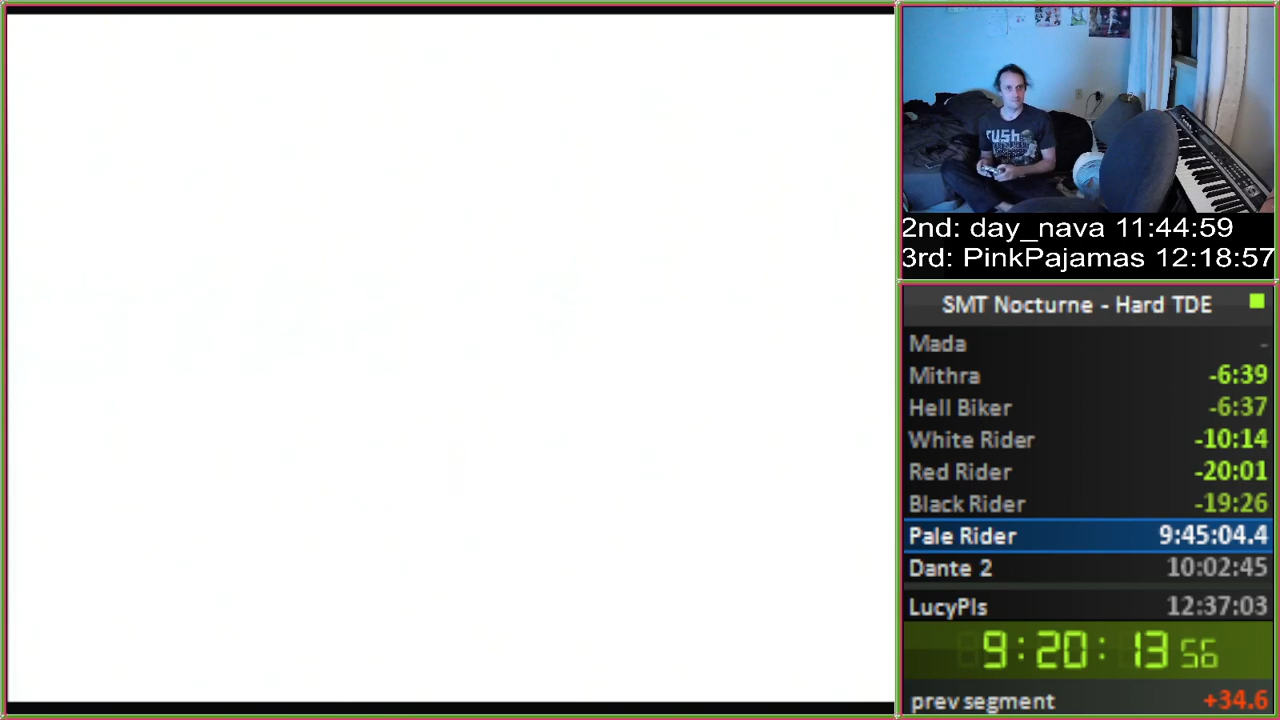 rush
2nd: day_nava 11:44:59
3rd: PinkPajamas 12:18:57
SMT Nocturne - Hard TDE
Mada -
Mithra -6:39
Hell Biker -6:37
White Rider -10:14
Red Rider -20:01
Black Rider -19:26
Pale Rider 9:45:04.4
Dante 2 10:02:45
LucyPls 12:37:03
9:20:13 56
prev segment +34.6